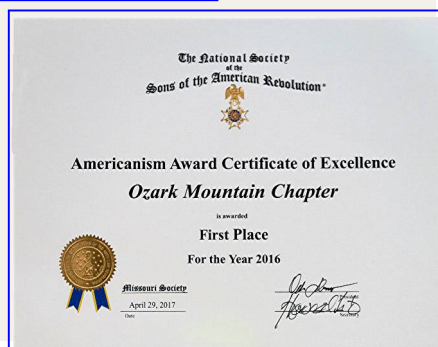 The National Society
of the
Sons of the American Revolution®
Americanism Award Certificate of Excellence
Ozark Mountain Chapter
is awarded
First Place
For the Year 2016
Missouri Society
April 29, 2017
Date
President
Secretary